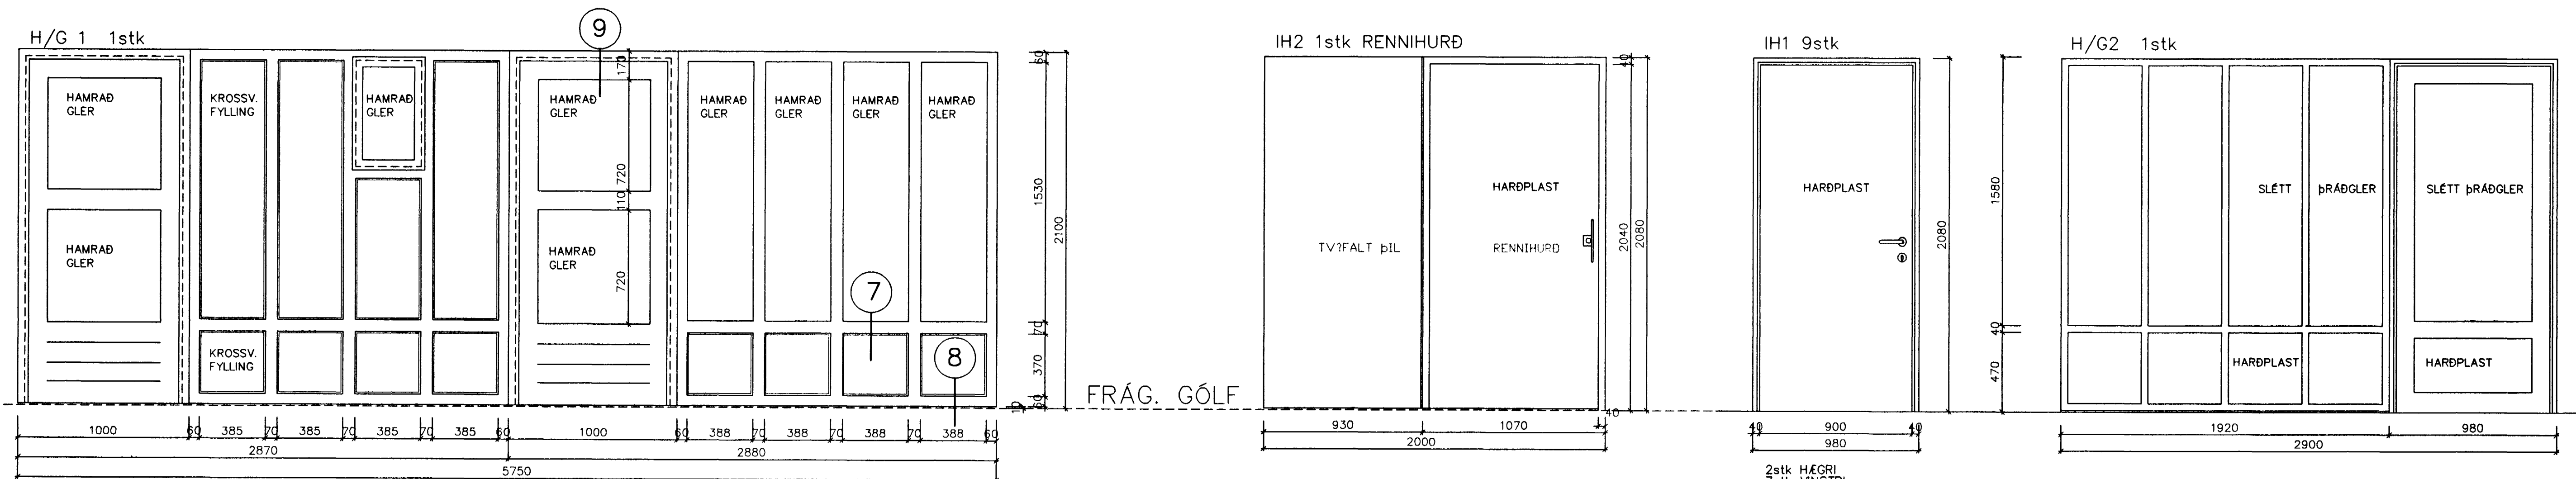 H/G 1 1stk
9
HAMRAÐ
GLER
HAMRAÐ
GLER
KROSSV.
FYLLING
KROSSV.
FYLLING
HAMRAÐ
GLER
HAMRAÐ
GLER
HAMRAÐ
GLER
170
720
110
720
HAMRAÐ
GLER
HAMRAÐ
GLER
HAMRAÐ
GLER
HAMRAÐ
GLER
7
8
60
1530
70
370
60
10
2100
1000 60 385 70 385 70 385 70 385 60 1000 60 388 70 388 70 388 70 388 60
2870 2880
5750
FRÁG. GÓLF
IH2 1stk RENNIHURÐ
TV?FALT ÞIL
HARÐPLAST
RENNIHURÐ
40
2040
2080
40
930 1070
2000
IH1 9stk
HARÐPLAST
2080
40 900 40
980
2stk HÆGRI
H/G2 1stk
1580
40
470
SLÉTT ÞRÁÐGLER
HARÐPLAST
SLÉTT ÞRÁÐGLER
HARÐPLAST
1920 980
2900